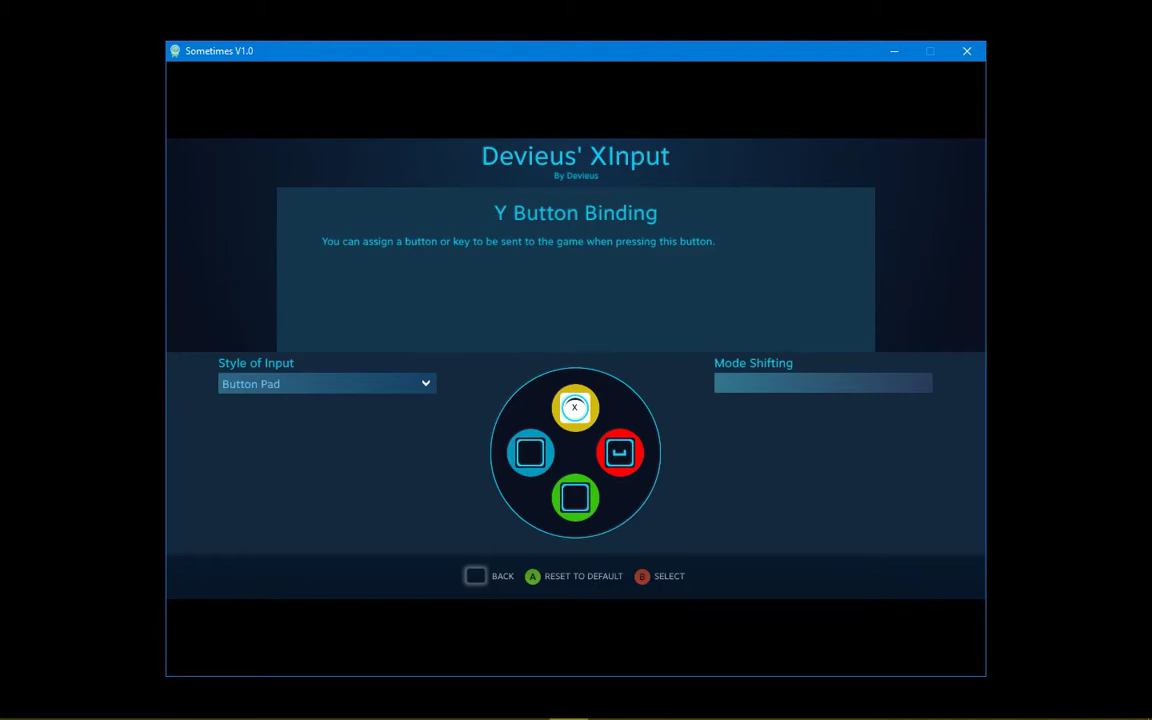 Sometimes V1.0
Devieus' XInput
By Devieus
Y Button Binding
You can assign a button or key to be sent to the game when pressing this button.
Style of Input
Button Pad
Mode Shifting
X
BACK
A RESET TO DEFAULT
B SELECT